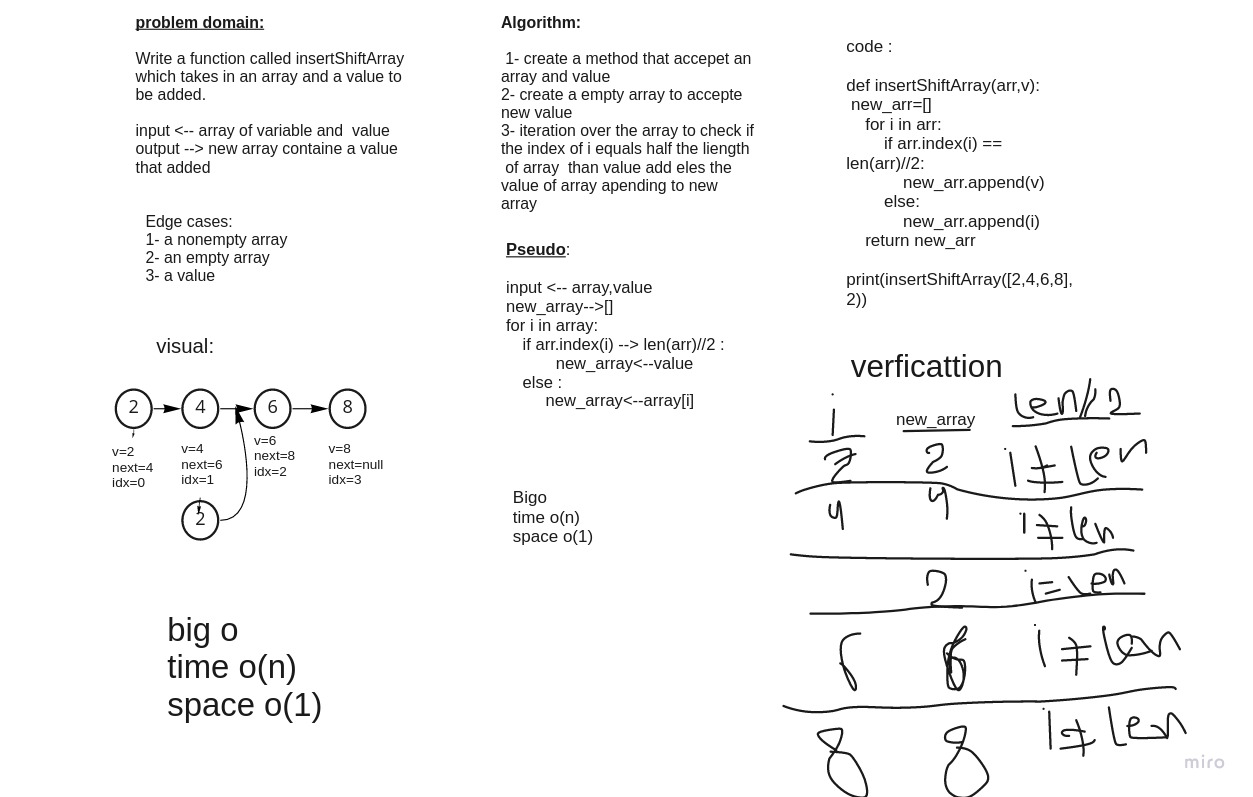 problem domain:
Write a function called insertShiftArray
which takes in an array and a value to
be added.
input <-- array of variable and  value
output --> new array containe a value
that added
Edge cases:
1- a nonempty array
2- an empty array
3- a value
visual:
2
4
6
8
v=2
next=4
idx=0
v=4
next=6
idx=1
v=6
next=8
idx=2
v=8
next=null
idx=3
2
big o
time o(n)
space o(1)
Algorithm:
1- create a method that accepet an
array and value
2- create a empty array to accepte
new value
3- iteration over the array to check if
the index of i equals half the liength
of array  than value add eles the
value of array apending to new
array
Pseudo:
input <-- array,value
new_array-->[]
for i in array:
if arr.index(i) --> len(arr)//2 :
new_array<--value
else :
new_array<--array[i]
Bigo
time o(n)
space o(1)
code :
def insertShiftArray(arr,v):
new_arr=[]
for i in arr:
if arr.index(i) ==
len(arr)//2:
new_arr.append(v)
else:
new_arr.append(i)
return new_arr
print(insertShiftArray([2,4,6,8],
2))
verficattion
i new_array len//2
2 2 i ≠ len
4 4 i ≠ len
2 i = len
i ≠ len
8 8 i ≠ len
miro